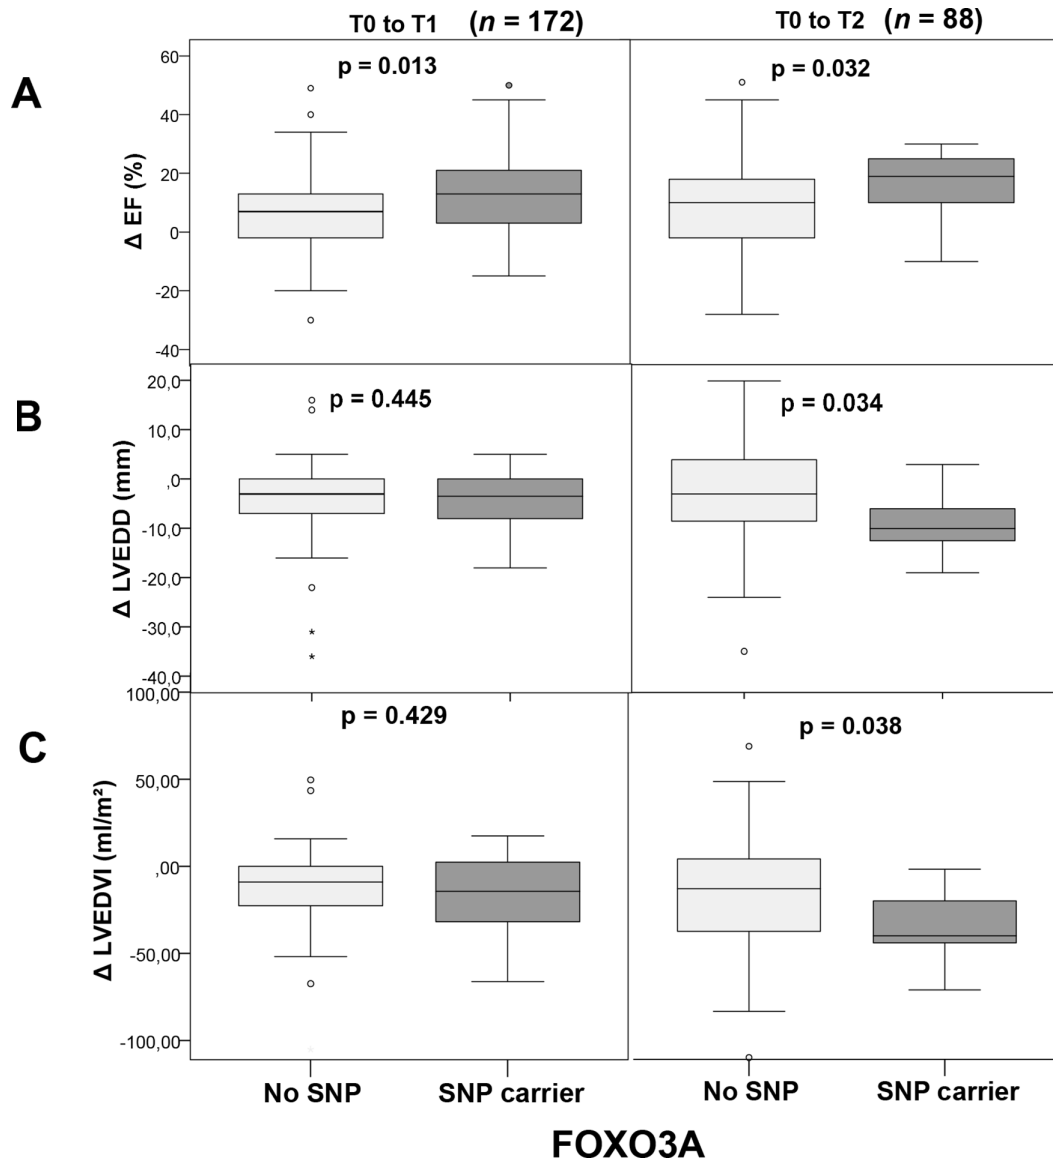 T0 to T1 (n = 172) T0 to T2 (n = 88)
A
p = 0.013
p = 0.032
60
40
20
0
-20
-40
Δ EF (%)
B
p = 0.445
p = 0.034
20,0
10,0
,0
-10,0
-20,0
-30,0
-40,0
Δ LVEDD (mm)
C
p = 0.429
p = 0.038
100,00
50,00
,00
-50,00
-100,00
Δ LVEDVI (ml/m²)
No SNP SNP carrier No SNP SNP carrier
FOXO3A